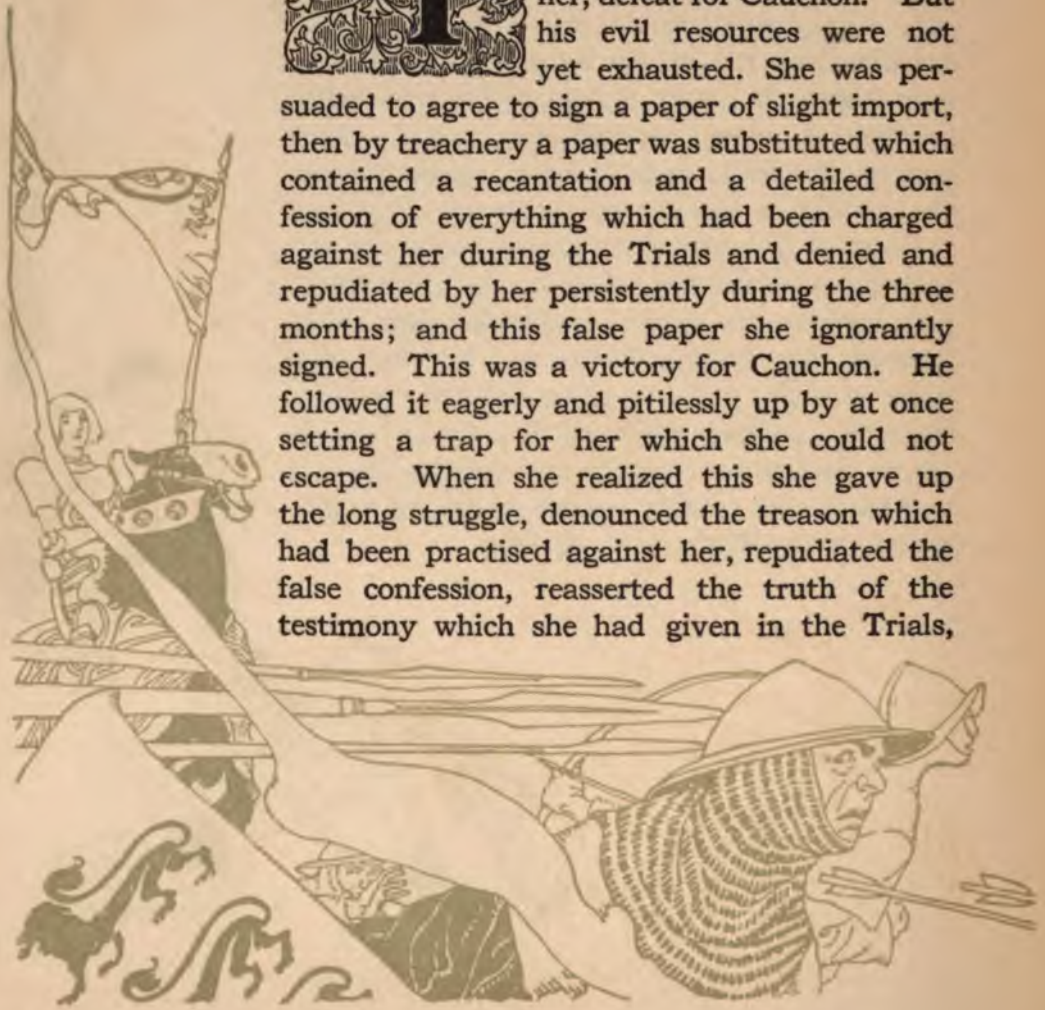 her, defeat for Cauchon. But
his evil resources were not
yet exhausted. She was per-
suaded to agree to sign a paper of slight import,
then by treachery a paper was substituted which
contained a recantation and a detailed con-
fession of everything which had been charged
against her during the Trials and denied and
repudiated by her persistently during the three
months; and this false paper she ignorantly
signed. This was a victory for Cauchon. He
followed it eagerly and pitilessly up by at once
setting a trap for her which she could not
escape. When she realized this she gave up
the long struggle, denounced the treason which
had been practised against her, repudiated the
false confession, reasserted the truth of the
testimony which she had given in the Trials,